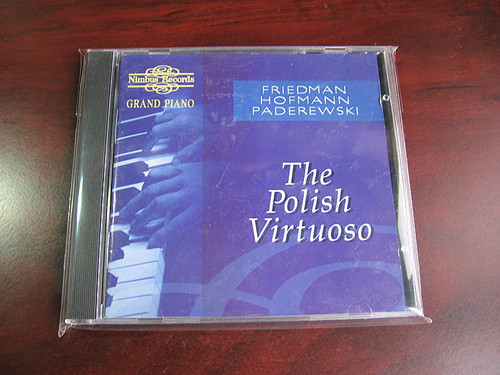 Nimbus Records
GRAND PIANO
FRIEDMAN
HOFMANN
PADEREWSKI
The
Polish
Virtuoso